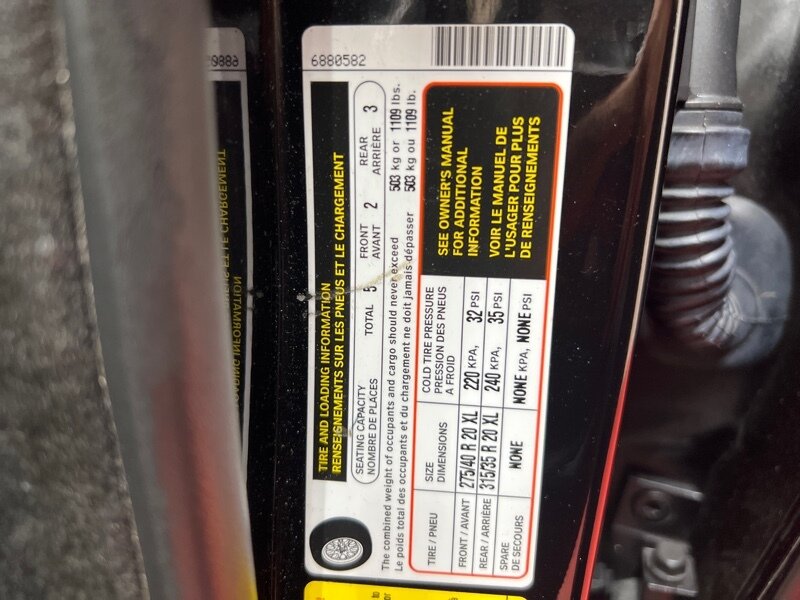 6880582
TIRE AND LOADING INFORMATION
RENSEIGNEMENTS SUR LES PNEUS ET LE CHARGEMENT
SEATING CAPACITY
NOMBRE DE PLACES
TOTAL 5
FRONT
AVANT
2
REAR
ARRIÈRE
3
The combined weight of occupants and cargo should never exceed 503 kg or 1109 lbs.
Le poids total des occupants et du chargement ne doit jamais dépasser 503 kg ou 1109 lb.
TIRE / PNEU
SIZE
DIMENSIONS
COLD TIRE PRESSURE
PRESSION DES PNEUS
A FROID
FRONT / AVANT 275/40 R 20 XL 220 KPA, 32 PSI
REAR / ARRIÈRE 315/35 R 20 XL 240 KPA, 35 PSI
SPARE
DE SECOURS
NONE NONE KPA, NONE PSI
SEE OWNER'S MANUAL
FOR ADDITIONAL
INFORMATION
VOIR LE MANUEL DE
L'USAGER POUR PLUS
DE RENSEIGNEMENTS